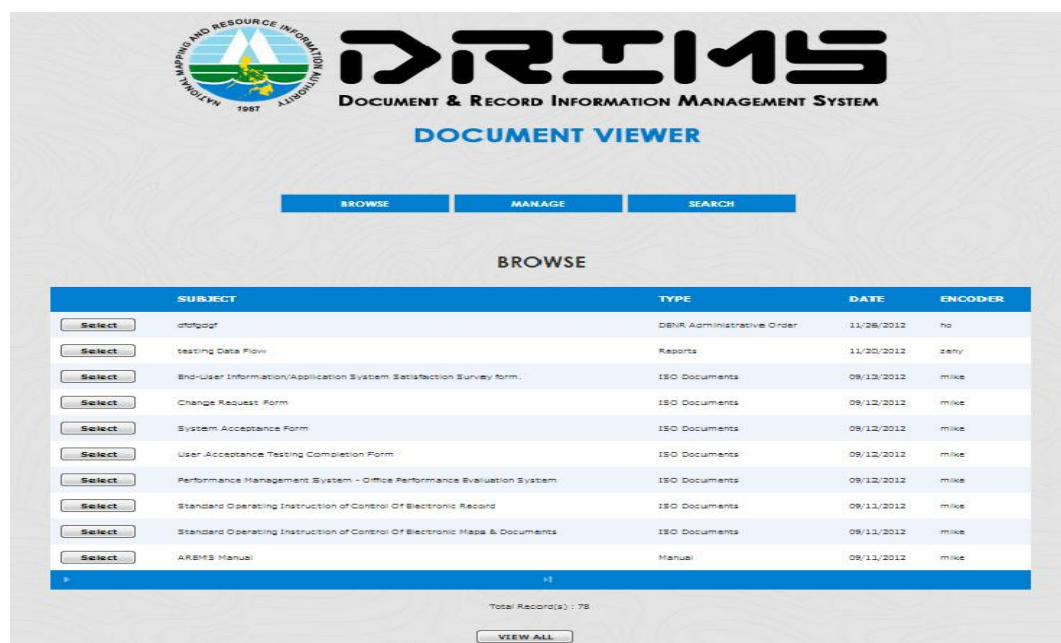 NATIONAL MAPPING AND RESOURCE INFORMATION AUTHORITY
1987
DRIMS
DOCUMENT & RECORD INFORMATION MANAGEMENT SYSTEM
DOCUMENT VIEWER
BROWSE MANAGE SEARCH
BROWSE
SUBJECT TYPE DATE ENCODER
Select DENR Administrative Order 11/26/2012 ho
Select testing Data Flow Reports 11/20/2012 zeny
Select End-User Information/Application System Satisfaction Survey form. ISO Documents 09/13/2012 mike
Select Change Request Form ISO Documents 09/12/2012 mike
Select System Acceptance Form ISO Documents 09/12/2012 mike
Select User Acceptance Testing Completion Form ISO Documents 09/12/2012 mike
Select Performance Management System - Office Performance Evaluation System ISO Documents 09/12/2012 mike
Select Standard Operating Instruction of Control Of Electronic Record ISO Documents 09/11/2012 mike
Select Standard Operating Instruction of Control Of Electronic Maps & Documents ISO Documents 09/11/2012 mike
Select AREMS Manual Manual 09/11/2012 mike
Total Record(s) : 78
VIEW ALL